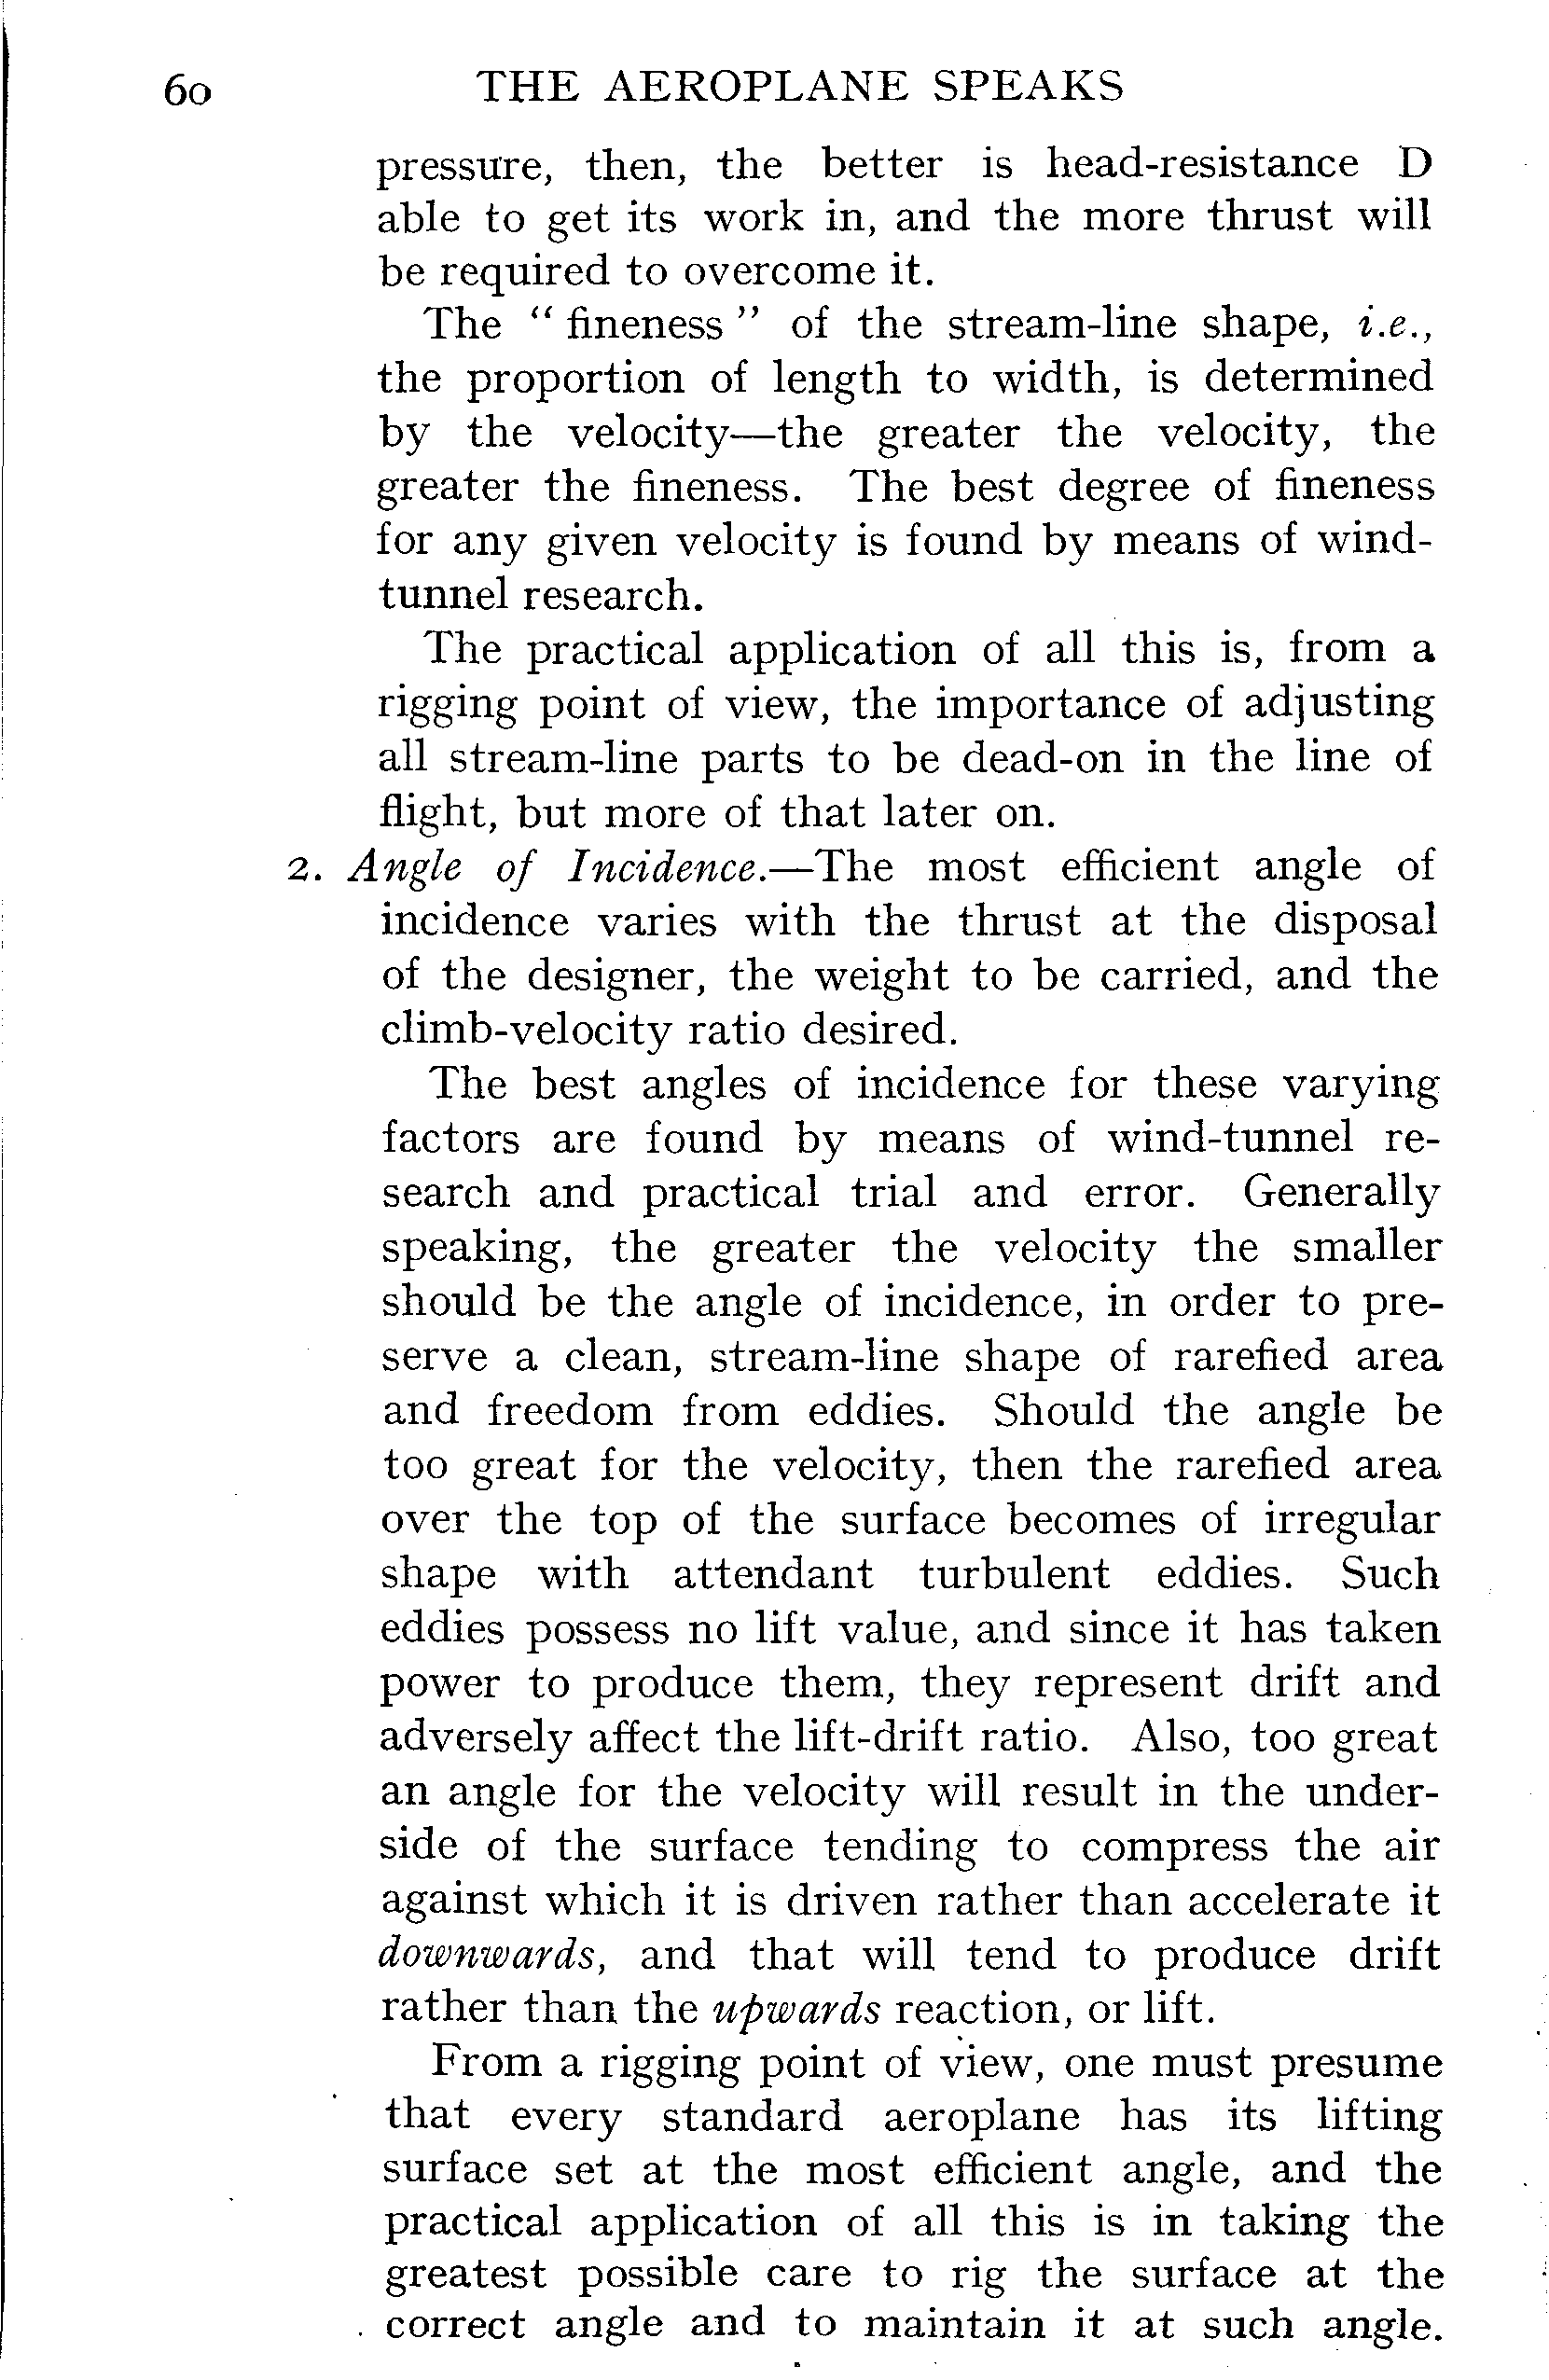 60 THE AEROPLANE SPEAKS
pressure, then, the better is head-resistance D
able to get its work in, and the more thrust will
be required to overcome it.
The “ fineness ” of the stream-line shape, i.e.,
the proportion of length to width, is determined
by the velocity—the greater the velocity, the
greater the fineness. The best degree of fineness
for any given velocity is found by means of wind-
tunnel research.
The practical application of all this is, from a
rigging point of view, the importance of adjusting
all stream-line parts to be dead-on in the line of
flight, but more of that later on.
2. Angle of Incidence.—The most efficient angle of
incidence varies with the thrust at the disposal
of the designer, the weight to be carried, and the
climb-velocity ratio desired.
The best angles of incidence for these varying
factors are found by means of wind-tunnel re-
search and practical trial and error. Generally
speaking, the greater the velocity the smaller
should be the angle of incidence, in order to pre-
serve a clean, stream-line shape of rarefied area
and freedom from eddies. Should the angle be
too great for the velocity, then the rarefied area
over the top of the surface becomes of irregular
shape with attendant turbulent eddies. Such
eddies possess no lift value, and since it has taken
power to produce them, they represent drift and
adversely affect the lift-drift ratio. Also, too great
an angle for the velocity will result in the under-
side of the surface tending to compress the air
against which it is driven rather than accelerate it
downwards, and that will tend to produce drift
rather than the upwards reaction, or lift.
From a rigging point of view, one must presume
that every standard aeroplane has its lifting
surface set at the most efficient angle, and the
practical application of all this is in taking the
greatest possible care to rig the surface at the
correct angle and to maintain it at such angle.